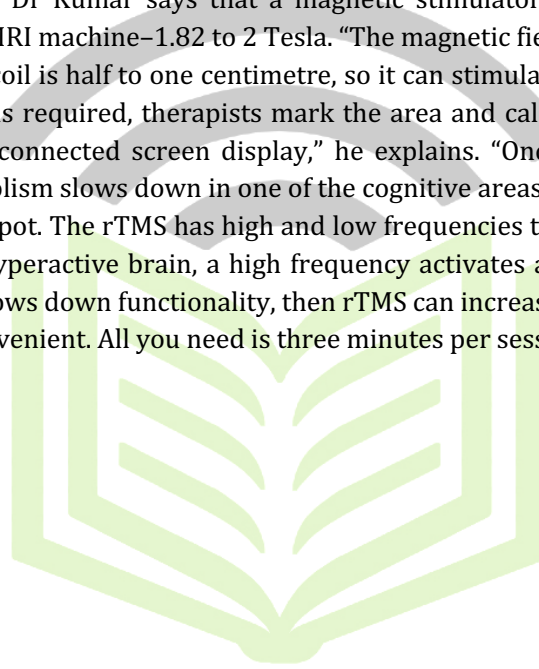 Dr Kumar says that a magnetic stimulator
MRI machine–1.82 to 2 Tesla. “The magnetic fie
coil is half to one centimetre, so it can stimula
s required, therapists mark the area and cal
connected screen display,” he explains. “One
olism slows down in one of the cognitive areas
pot. The rTMS has high and low frequencies t
yperactive brain, a high frequency activates a
ows down functionality, then rTMS can increas
venient. All you need is three minutes per sess